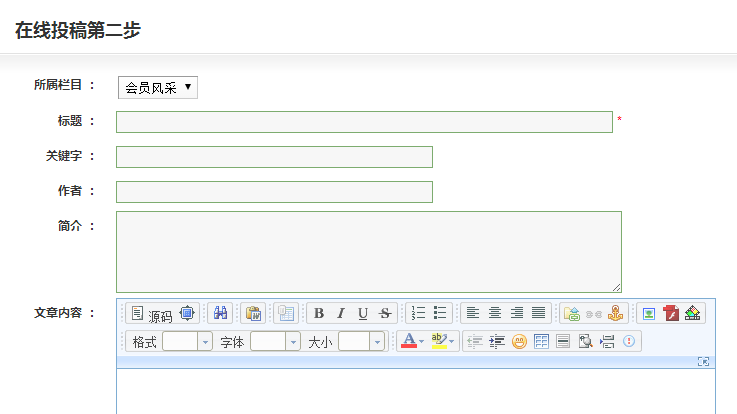 在线投稿第二步
所属栏目 ： 会员风采
标题 ： *
关键字 ：
作者 ：
简介 ：
文章内容 ： 源码 B I U S
格式 字体 大小 A ab